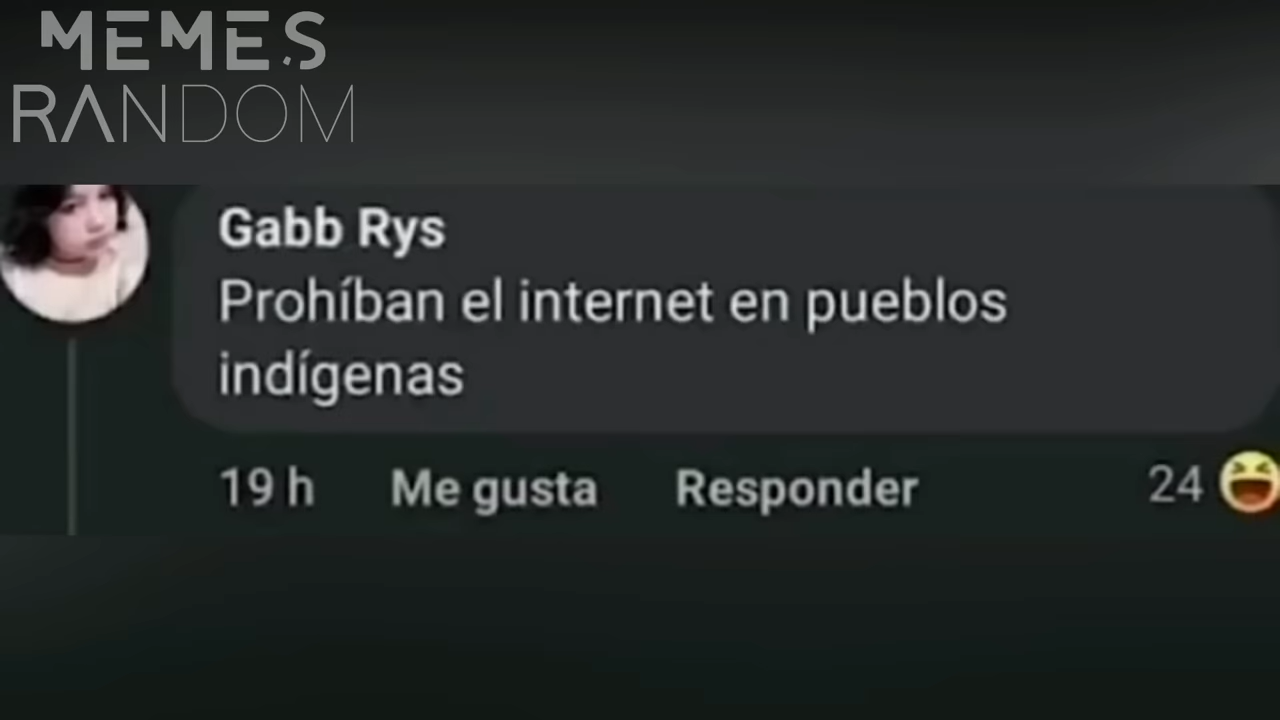 MEMES
RANDOM
Gabb Rys
Prohíban el internet en pueblos
indígenas
19 h Me gusta Responder 24